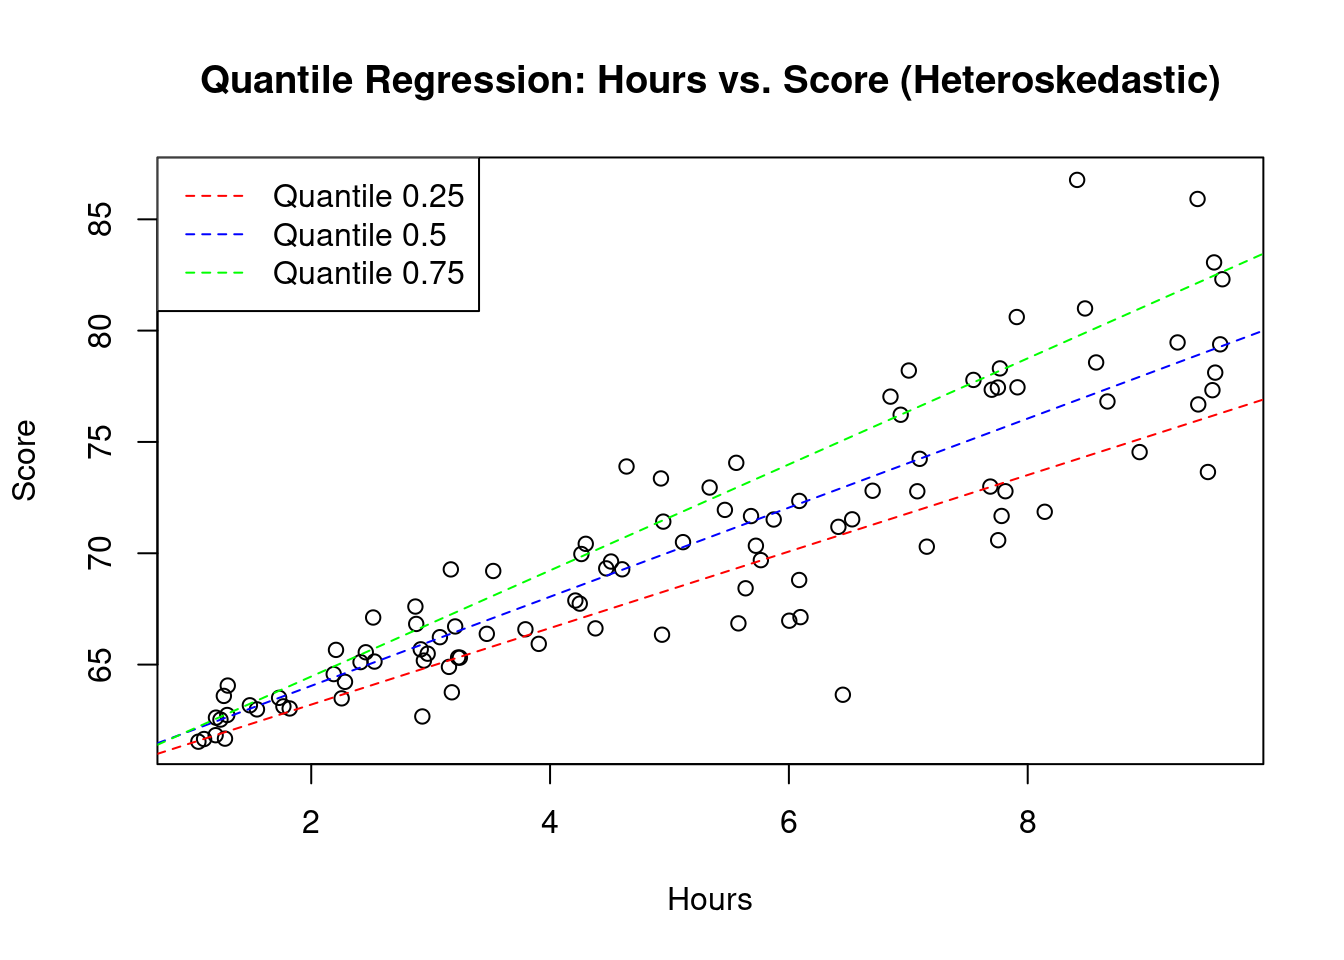 Quantile Regression: Hours vs. Score (Heteroskedastic)
Quantile 0.25
Quantile 0.5
Quantile 0.75
85
80
75
70
65
Score
2 4 6 8
Hours